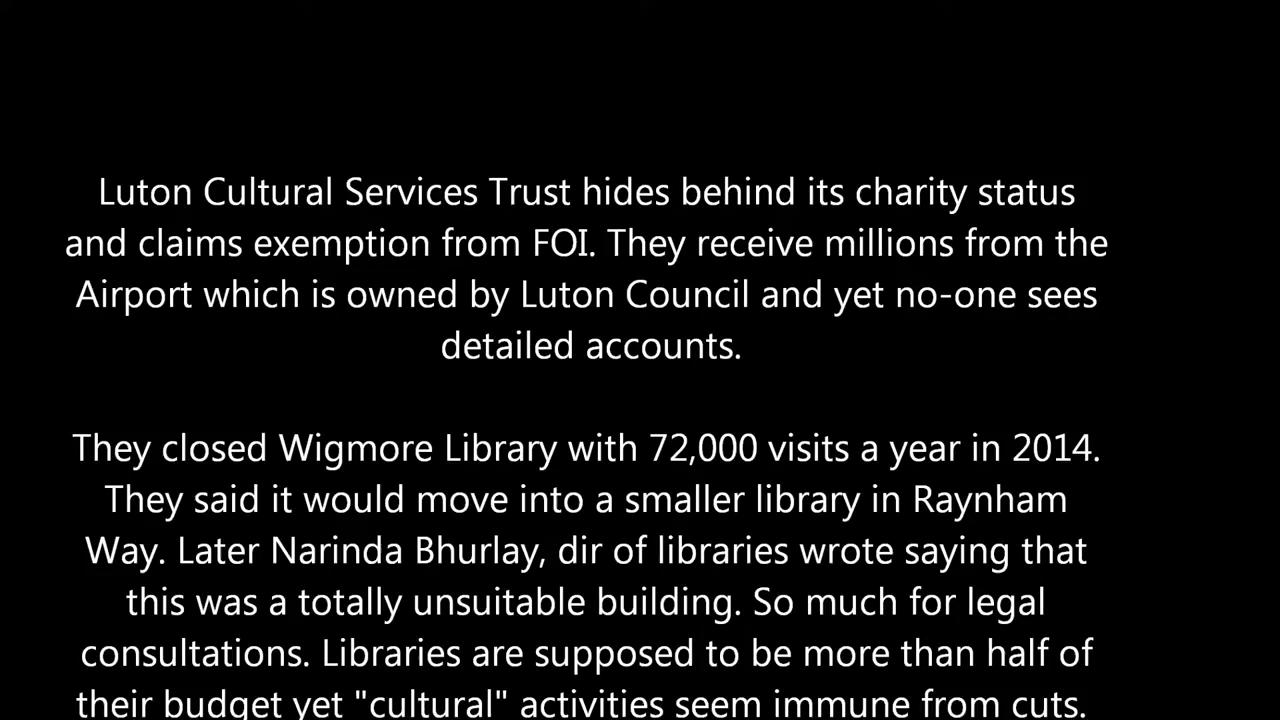 Luton Cultural Services Trust hides behind its charity status
and claims exemption from FOI. They receive millions from the
Airport which is owned by Luton Council and yet no-one sees
detailed accounts.
They closed Wigmore Library with 72,000 visits a year in 2014.
They said it would move into a smaller library in Raynham
Way. Later Narinda Bhurlay, dir of libraries wrote saying that
this was a totally unsuitable building. So much for legal
consultations. Libraries are supposed to be more than half of
their budget yet "cultural" activities seem immune from cuts.